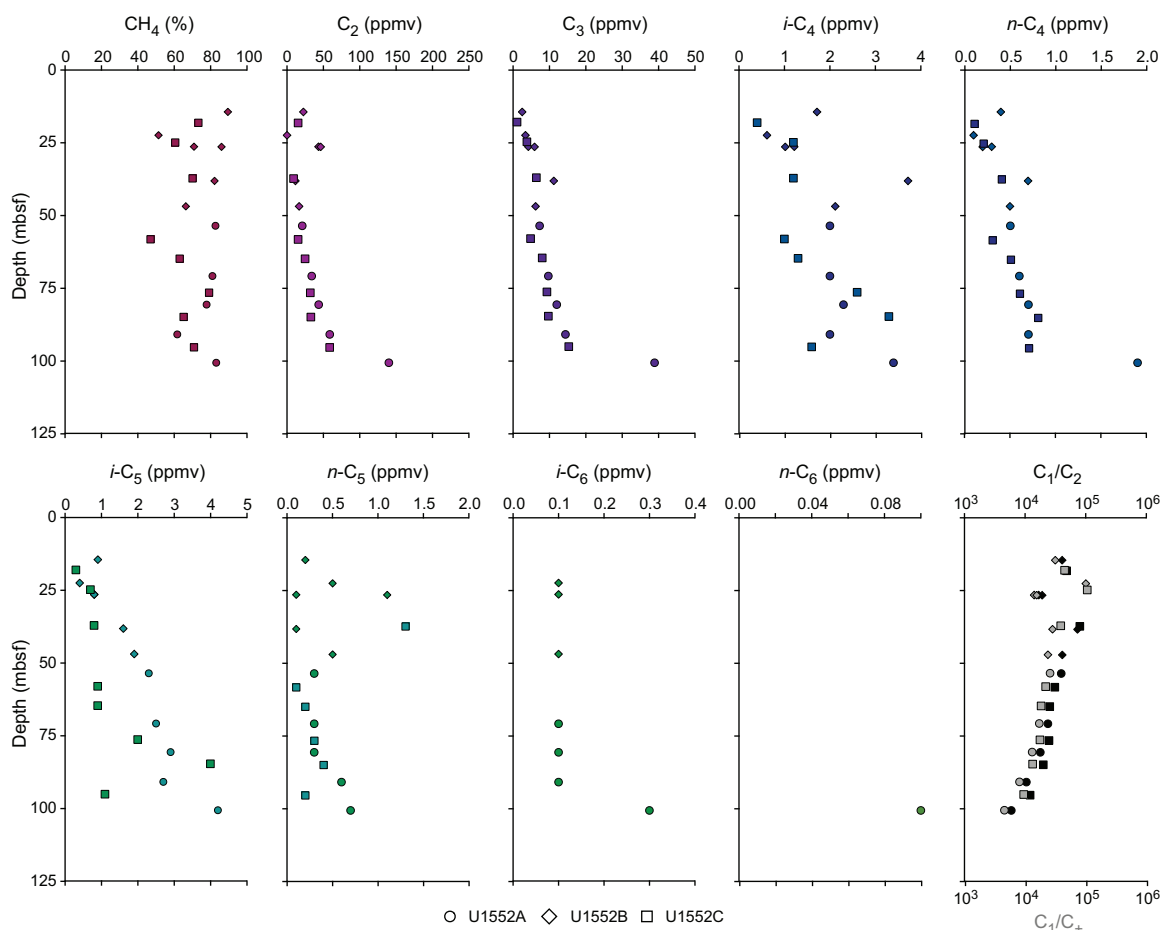 CH4 (%) C2 (ppmv) C3 (ppmv) i-C4 (ppmv) n-C4 (ppmv)
0 20 40 60 80 100 0 50 100 150 200 250 0 10 20 30 40 0 1 2 3 4 0.0 0.5 1.0 1.5 2.0
0
25
50
75
100
125
Depth (mbsf)
i-C5 (ppmv) n-C5 (ppmv) i-C6 (ppmv) n-C6 (ppmv) C1/C2
0 1 2 3 4 5 0.0 0.5 1.0 1.5 2.0 0.0 0.1 0.2 0.3 0.4 0.00 0.04 0.08 10³ 10⁴ 10⁵ 10⁶
0
25
50
75
100
125
Depth (mbsf)
10³ 10⁴ 10⁵ 10⁶
C1/C+
U1552A U1552B U1552C